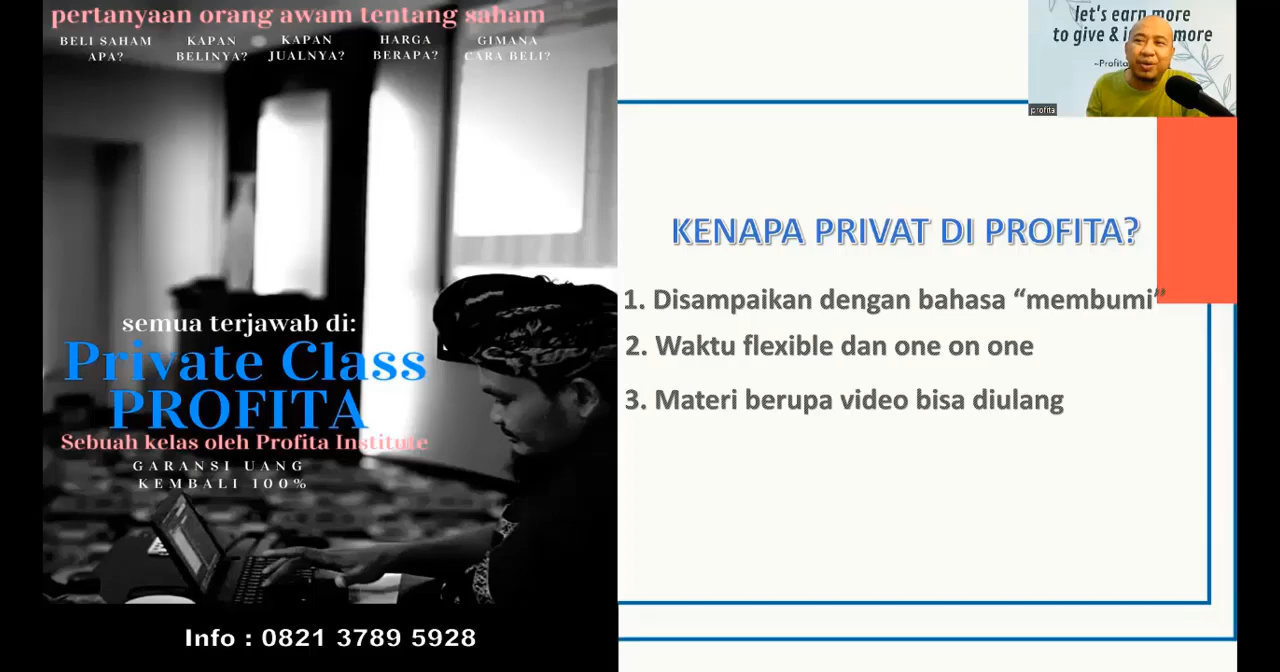 pertanyaan orang awam tentang saham
BELI SAHAM APA?
KAPAN BELINYA?
KAPAN JUALNYA?
HARGA BERAPA?
GIMANA CARA BELI?
semua terjawab di:
Private Class
PROFITA
Sebuah kelas oleh Profita Institute
GARANSI UANG
KEMBALI 100%
Info : 0821 3789 5928
let's earn more
to give & more
~Profita
profita
KENAPA PRIVAT DI PROFITA?
1. Disampaikan dengan bahasa “membumi”
2. Waktu flexible dan one on one
3. Materi berupa video bisa diulang